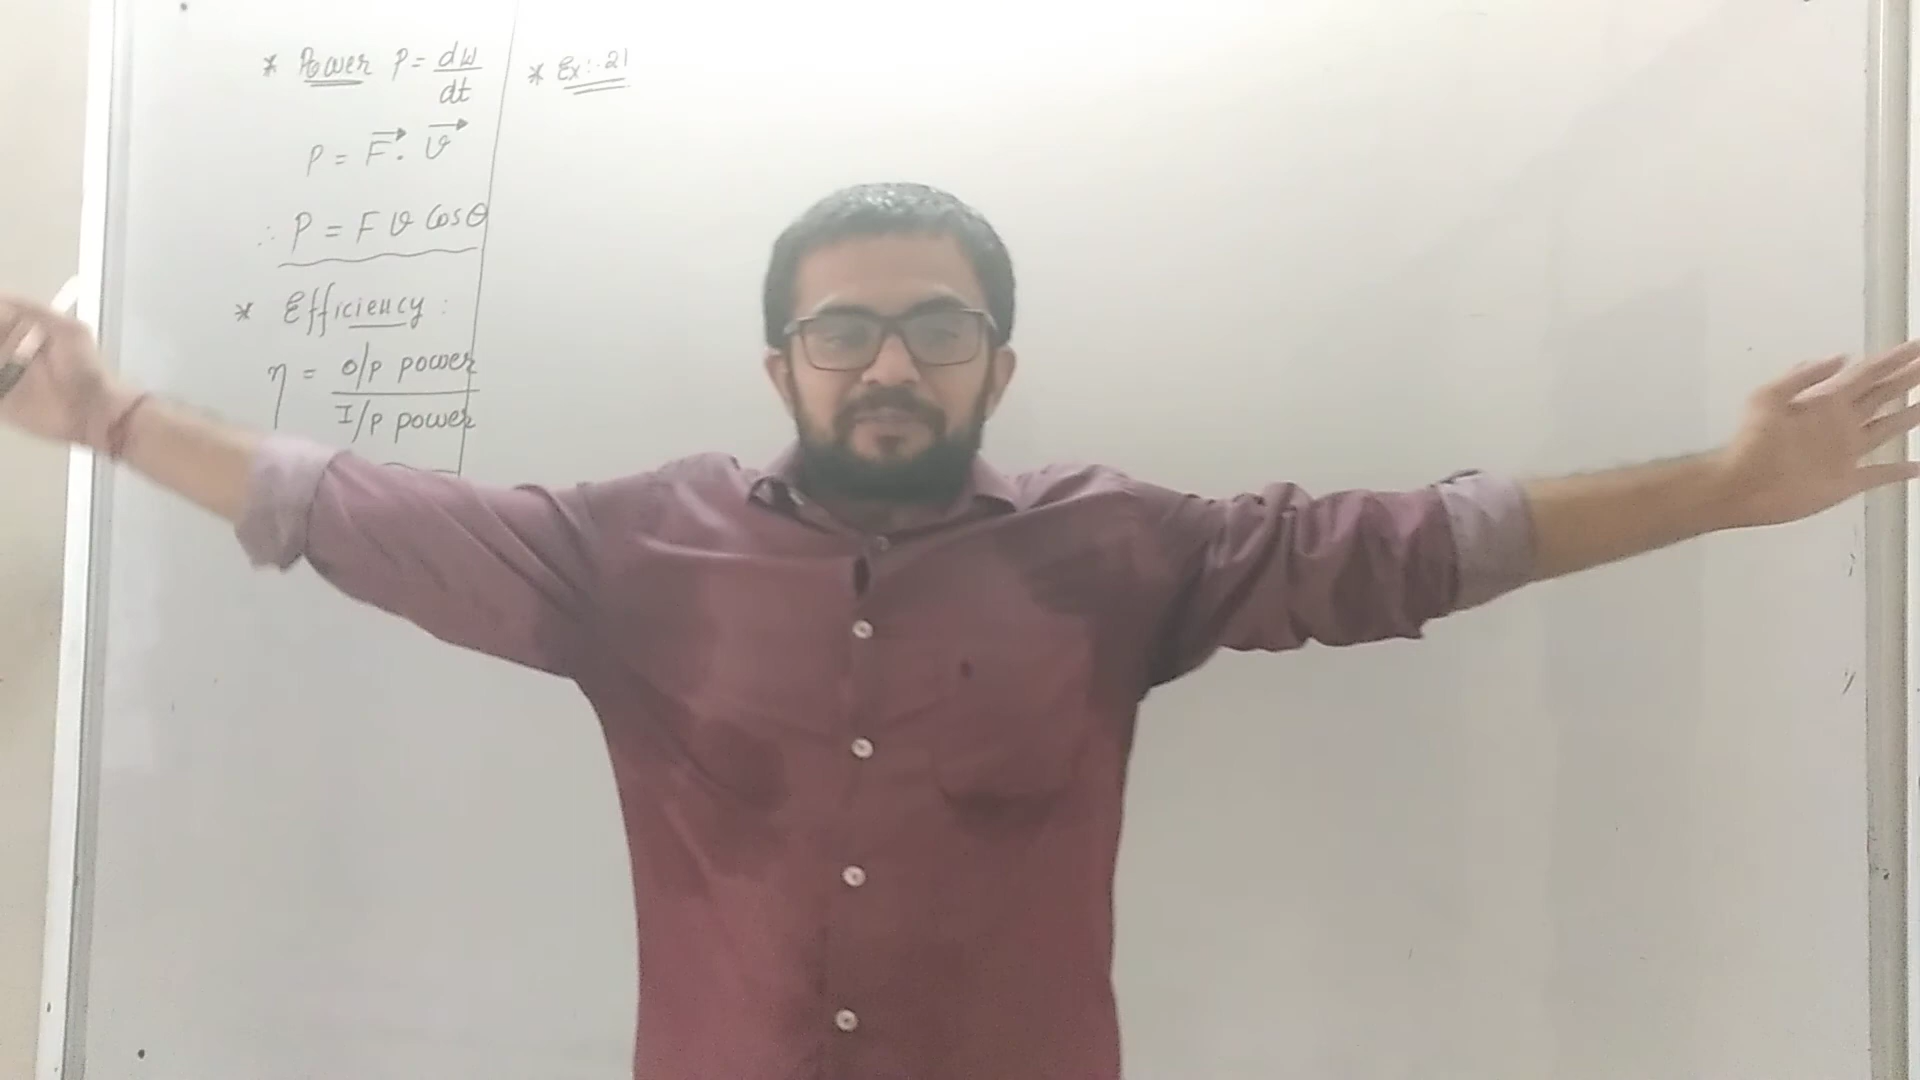 * Power P = dW/dt
P = F⃗ . v⃗
∴ P = F v Cosθ
* Efficiency :
η = o/p power / I/p power
* Ex:- 21